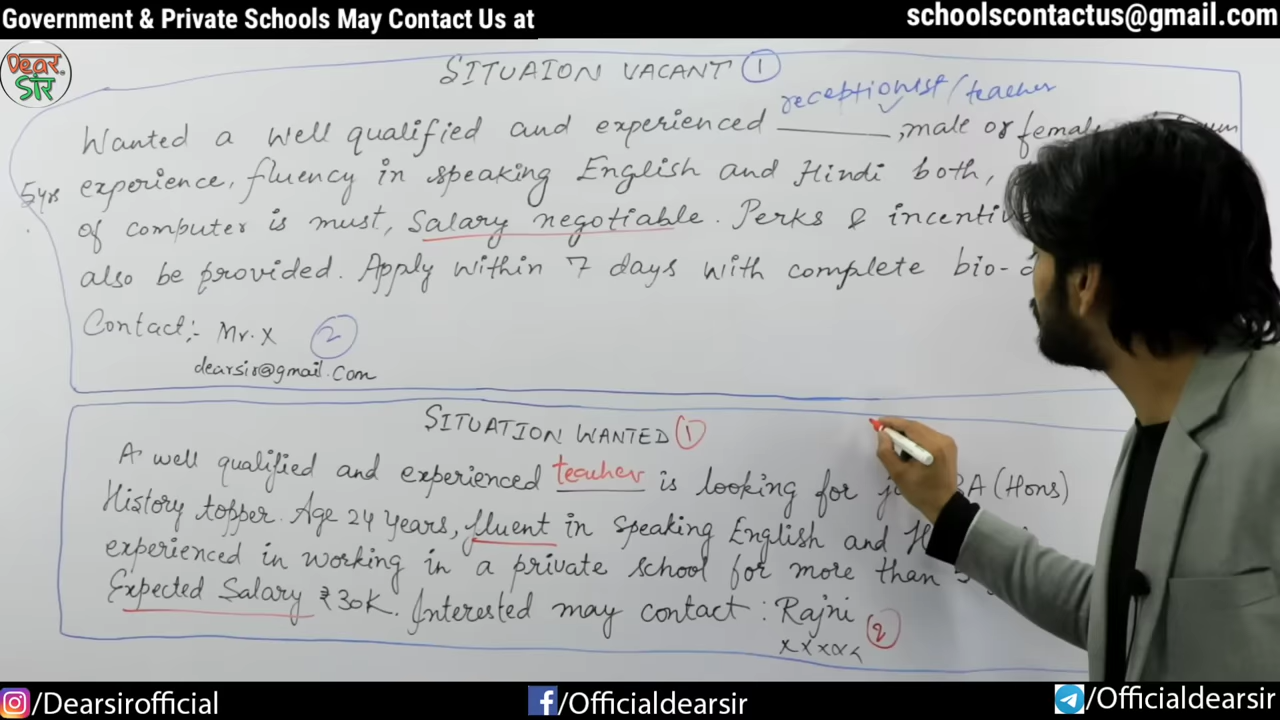 Government & Private Schools May Contact Us at
schoolscontactus@gmail.com
Dear
सर
SITUAION VACANT 1
receptionist / teacher
Wanted a well qualified and experienced ________, male or female
5 yrs
experience, fluency in speaking English and Hindi both,
of computer is must, Salary negotiable. Perks &
also be provided. Apply within 7 days with complete
Contact:- Mr. X 2
dearsir@gmail.com
SITUATION WANTED 1
A well qualified and experienced teacher is looking for BA (Hons)
History topper. Age 24 Years, fluent in speaking English and
experienced in working in a private school for more than
Expected Salary ₹30K. Interested may contact : Rajni 2
xxxxx
/Dearsirofficial
/Officialdearsir
/Officialdearsir